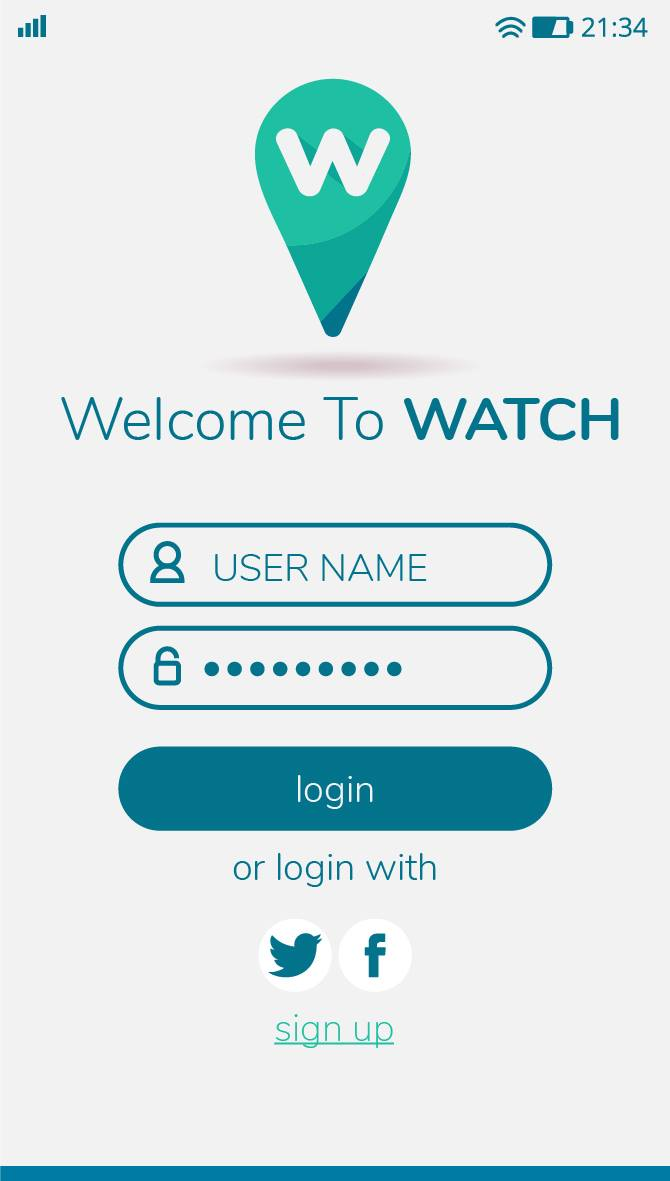 21:34
W
Welcome To WATCH
USER NAME
•••••••••
login
or login with
f
sign up